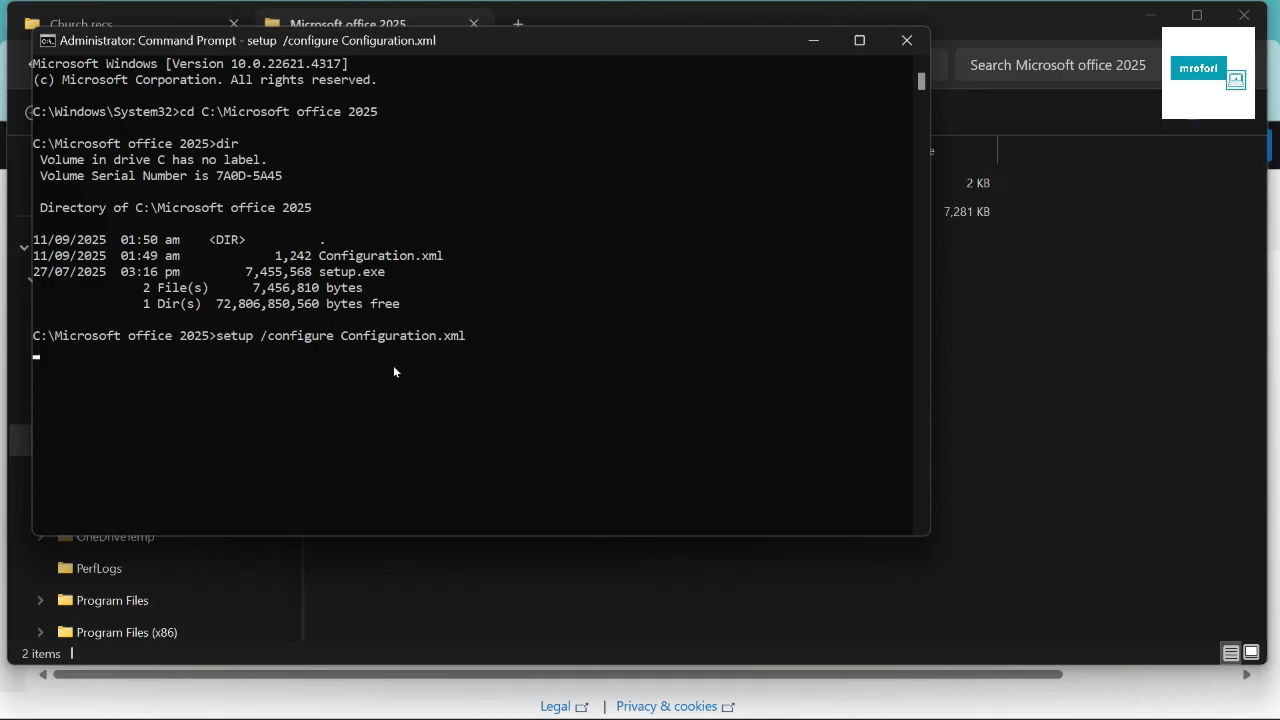 Church recs
Microsoft office 2025
Administrator: Command Prompt - setup  /configure Configuration.xml
Microsoft Windows [Version 10.0.22621.4317]
(c) Microsoft Corporation. All rights reserved.
Search Microsoft office 2025
mrofori
C:\Windows\System32>cd C:\Microsoft office 2025
C:\Microsoft office 2025>dir
Volume in drive C has no label.
Volume Serial Number is 7A0D-5A45
Directory of C:\Microsoft office 2025
11/09/2025  01:50 am    <DIR>          .
11/09/2025  01:49 am             1,242 Configuration.xml
27/07/2025  03:16 pm         7,455,568 setup.exe
2 File(s)      7,456,810 bytes
1 Dir(s)  72,806,850,560 bytes free
C:\Microsoft office 2025>setup /configure Configuration.xml
2 KB
7,281 KB
OneDriveTemp
PerfLogs
Program Files
Program Files (x86)
2 items
Legal | Privacy & cookies